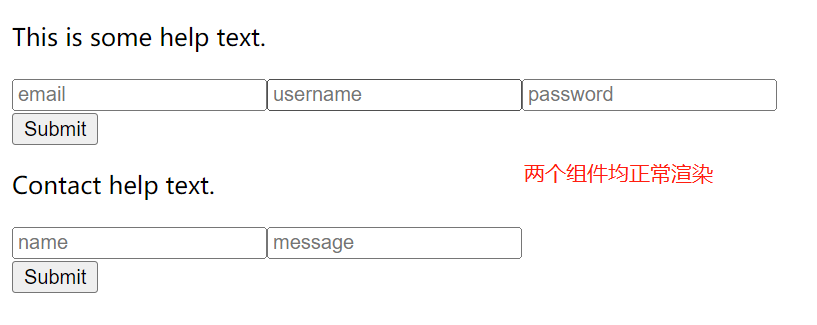 This is some help text.
email username password
Submit
两个组件均正常渲染
Contact help text.
name message
Submit